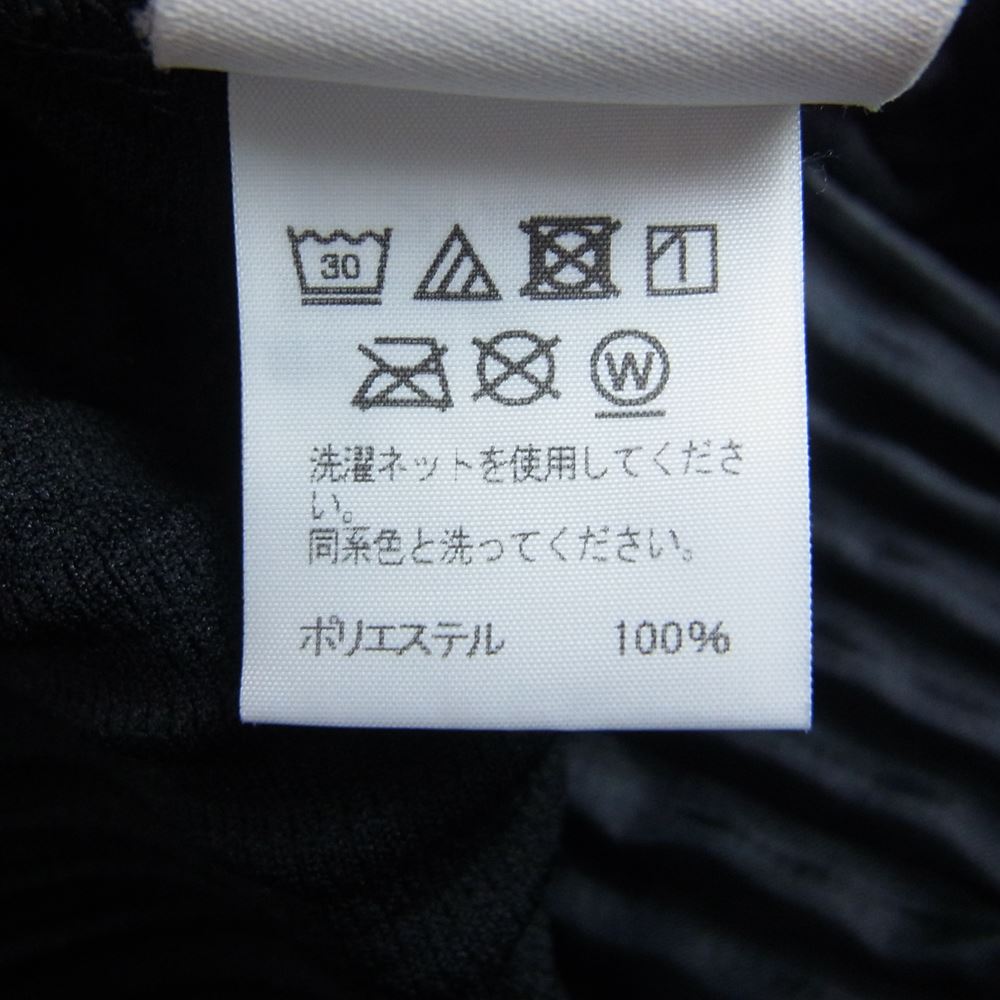 30
W
洗濯ネットを使用してくださ
い。
同系色と洗ってください。
ポリエステル 100%